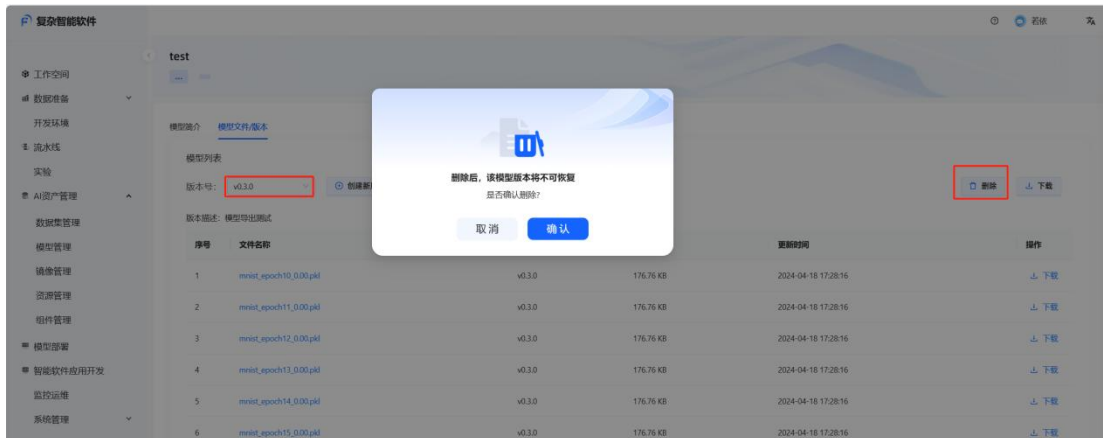 复杂智能软件
若依
test
...
工作空间
数据准备
开发环境
流水线
实验
AI资产管理
数据集管理
模型管理
镜像管理
资源管理
组件管理
模型部署
智能软件应用开发
监控运维
系统管理
模型简介 模型文件/版本
模型列表
版本号: v0.3.0 创建新 删除 下载
版本描述: 模型导出测试
删除后，该模型版本将不可恢复
是否确认删除?
取消 确认
序号 文件名称 更新时间 操作
1 mnist_epoch10_0.00.pkl v0.3.0 176.76 KB 2024-04-18 17:28:16 下载
2 mnist_epoch11_0.00.pkl v0.3.0 176.76 KB 2024-04-18 17:28:16 下载
3 mnist_epoch12_0.00.pkl v0.3.0 176.76 KB 2024-04-18 17:28:16 下载
4 mnist_epoch13_0.00.pkl v0.3.0 176.76 KB 2024-04-18 17:28:16 下载
5 mnist_epoch14_0.00.pkl v0.3.0 176.76 KB 2024-04-18 17:28:16 下载
6 mnist_epoch15_0.00.pkl v0.3.0 176.76 KB 2024-04-18 17:28:16 下载